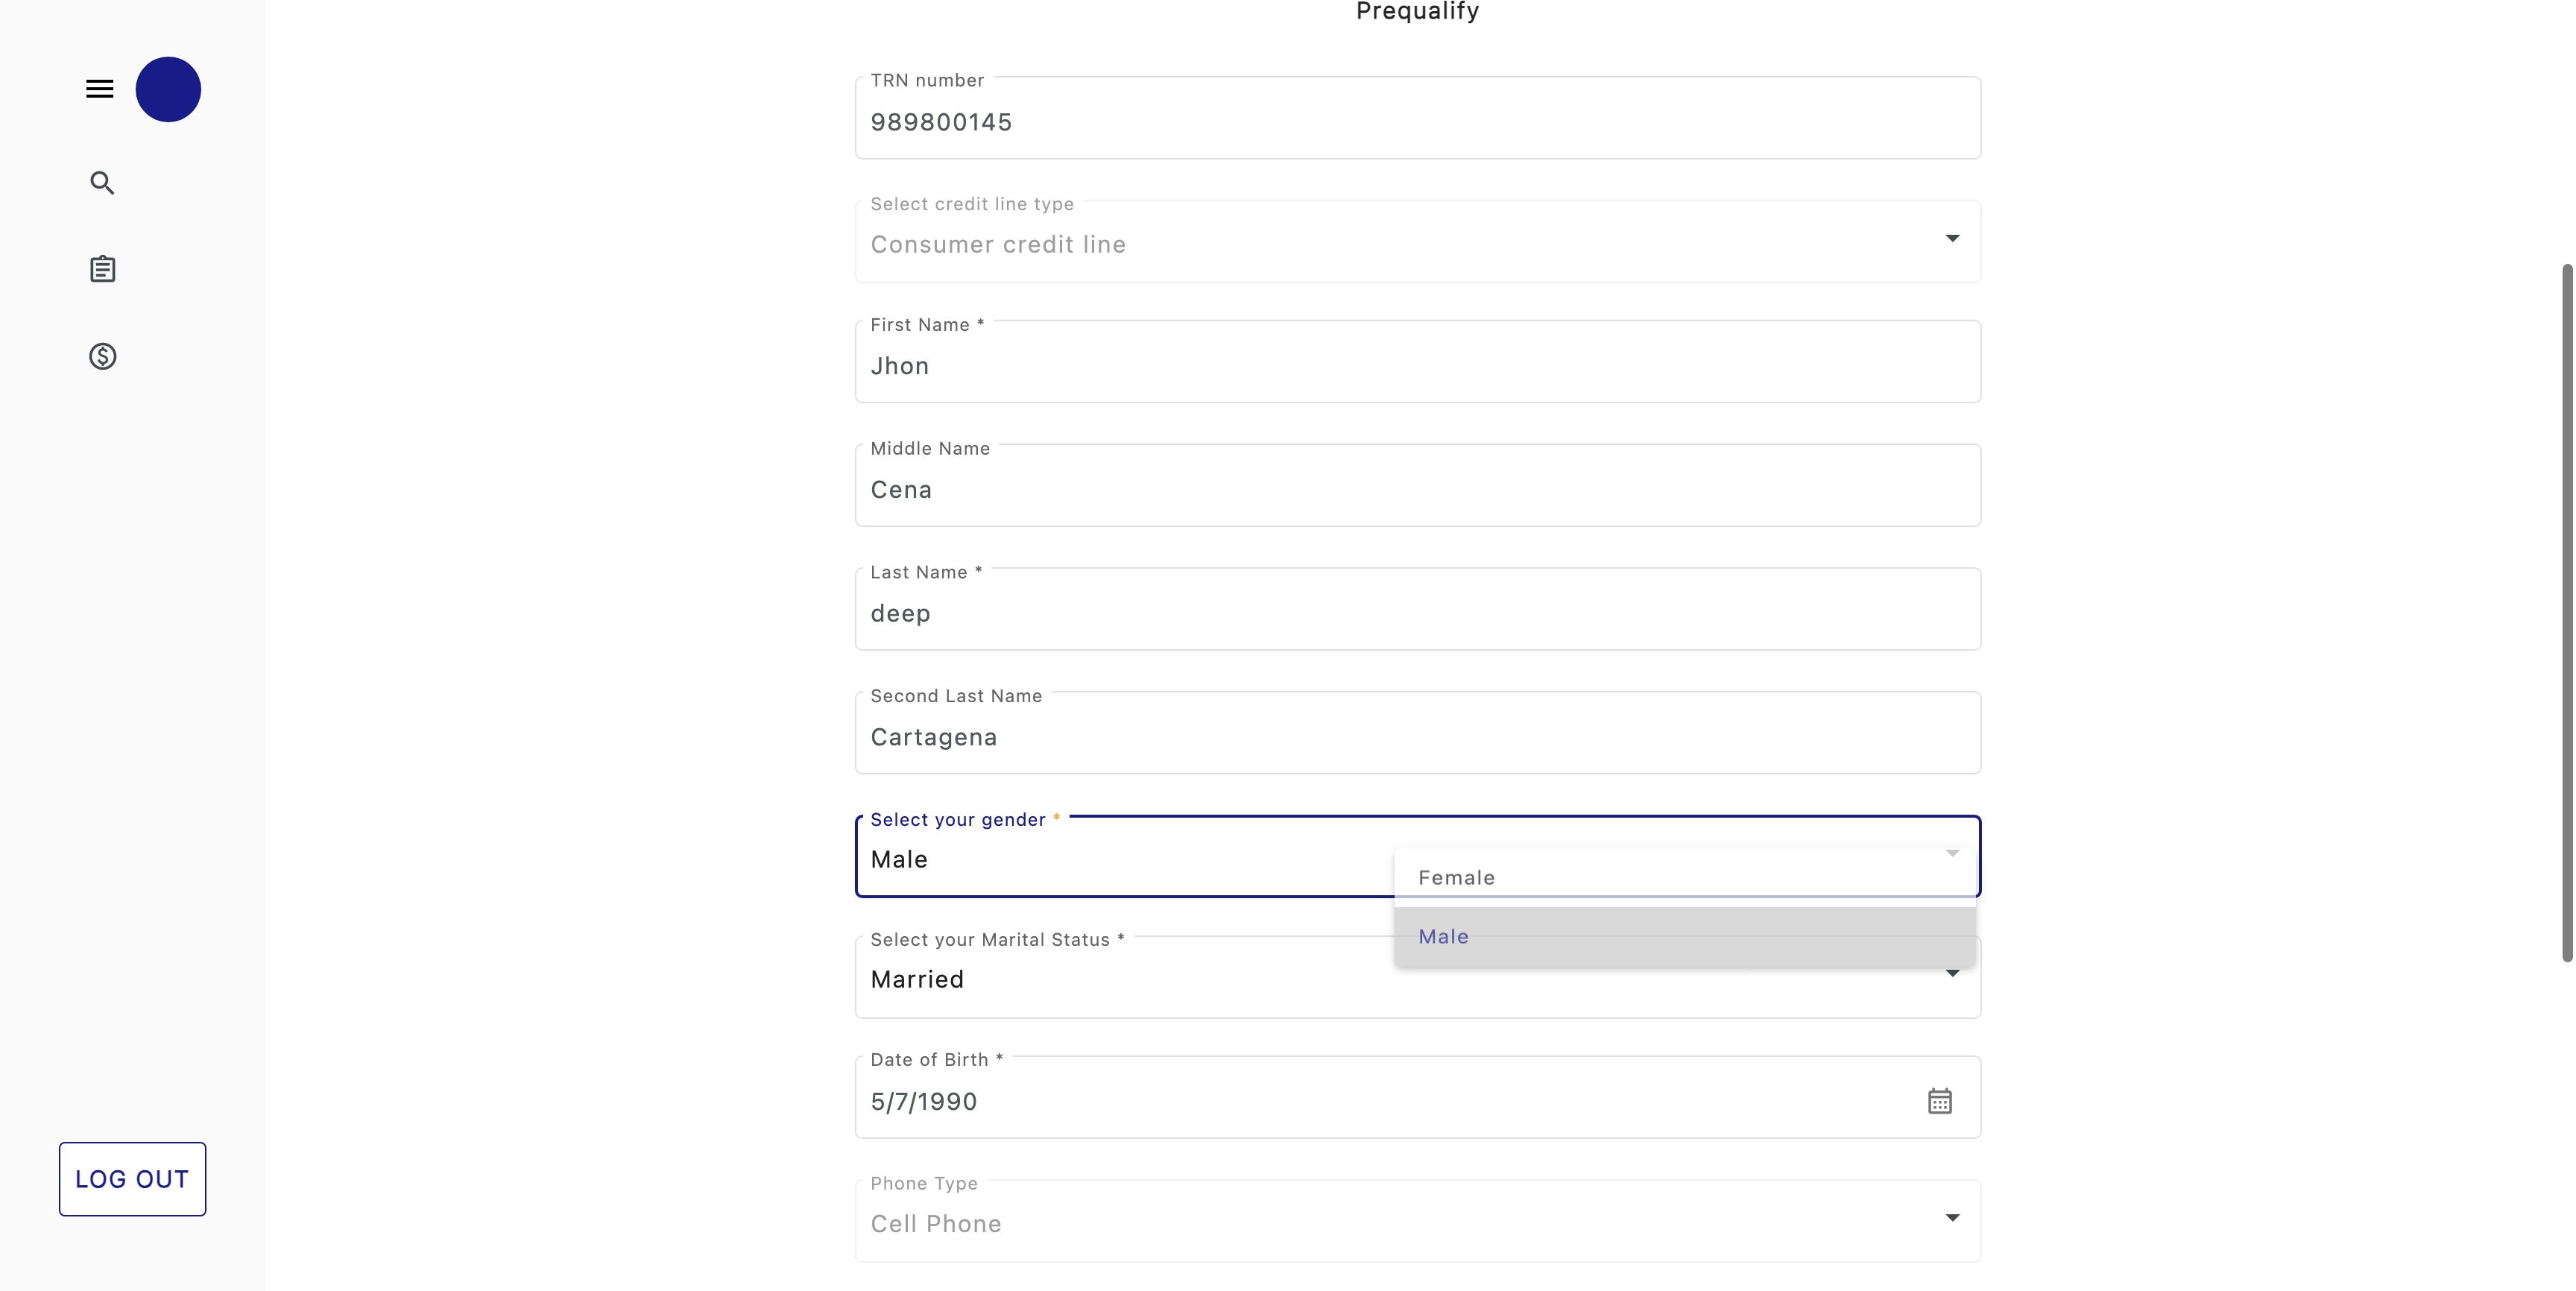 Prequalify
TRN number
989800145
Select credit line type
Consumer credit line
First Name *
Jhon
Middle Name
Cena
Last Name *
deep
Second Last Name
Cartagena
Select your gender *
Male
Female
Male
Select your Marital Status *
Married
Date of Birth *
5/7/1990
Phone Type
Cell Phone
LOG OUT